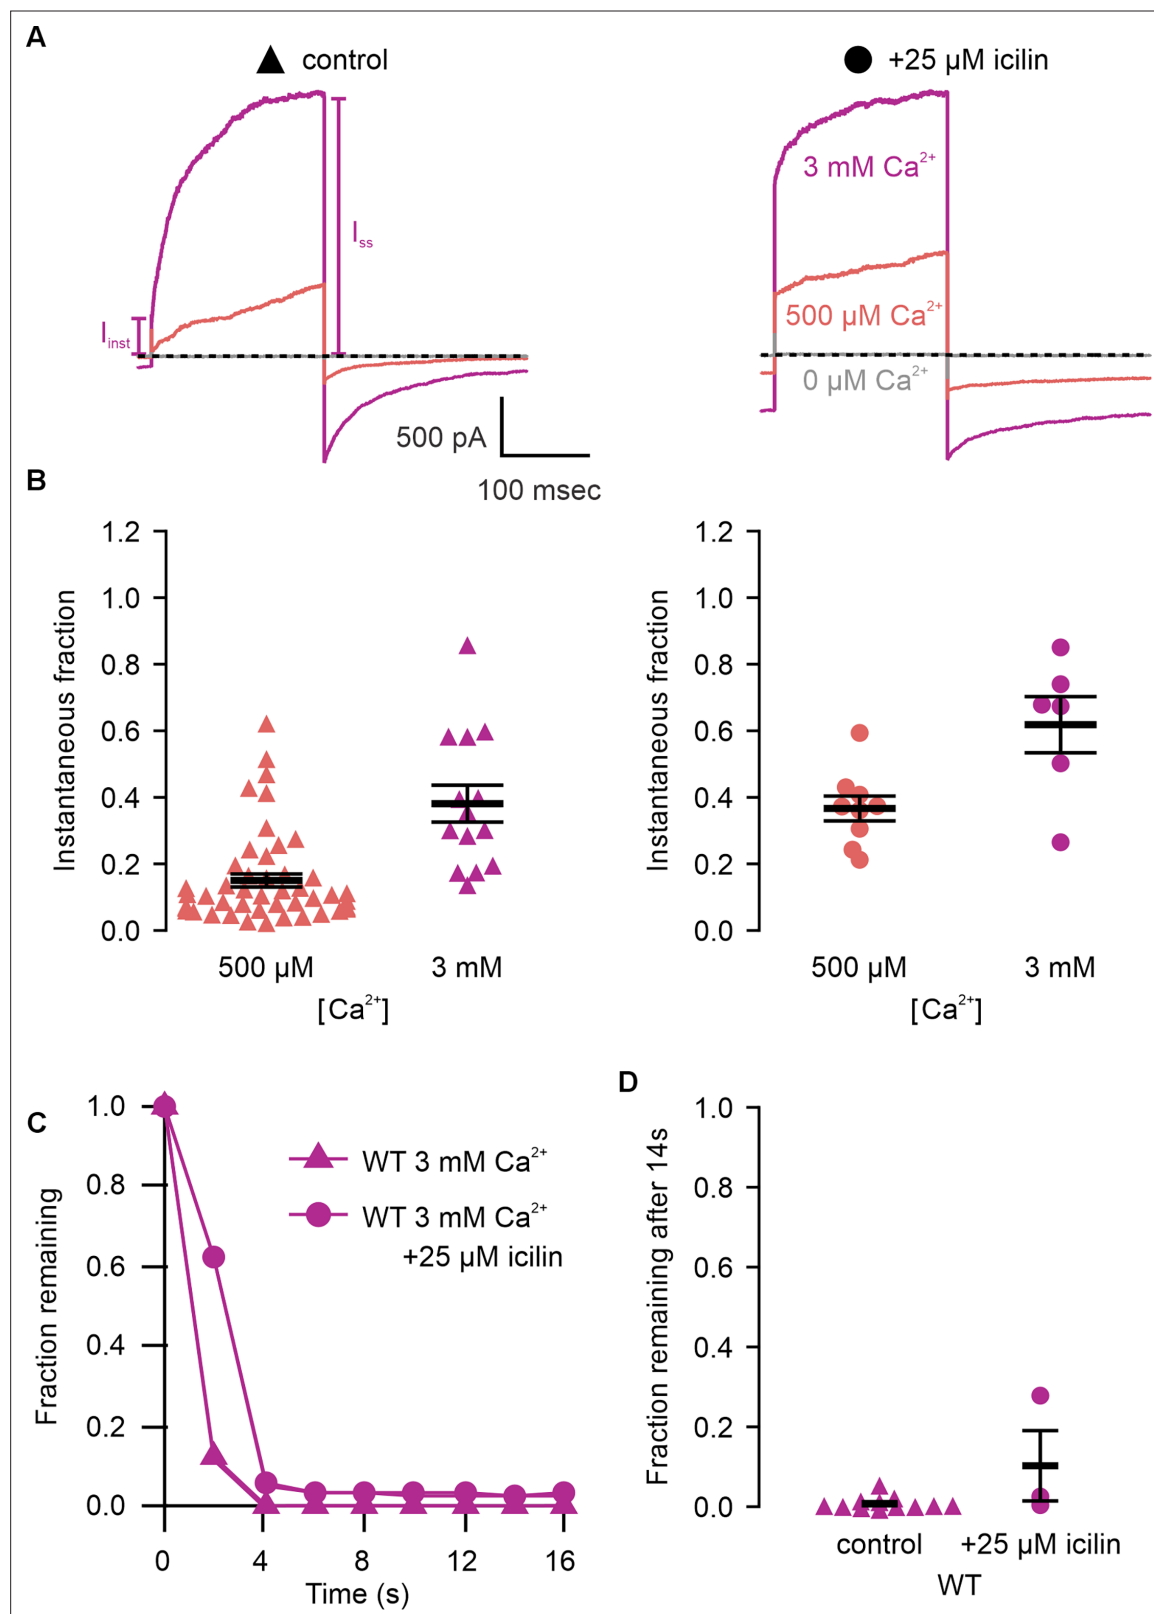 A
control
+25 µM icilin
3 mM Ca²⁺
Iss
500 µM Ca²⁺
Iinst
0 µM Ca²⁺
500 pA
100 msec
B
Instantaneous fraction
1.2
1.0
0.8
0.6
0.4
0.2
0.0
500 µM
3 mM
[Ca²⁺]
Instantaneous fraction
1.2
1.0
0.8
0.6
0.4
0.2
0.0
500 µM
3 mM
[Ca²⁺]
C
Fraction remaining
1.0
0.8
0.6
0.4
0.2
0.0
WT 3 mM Ca²⁺
WT 3 mM Ca²⁺
+25 µM icilin
0
4
8
12
16
Time (s)
D
Fraction remaining after 14s
1.0
0.8
0.6
0.4
0.2
0.0
control
+25 µM icilin
WT